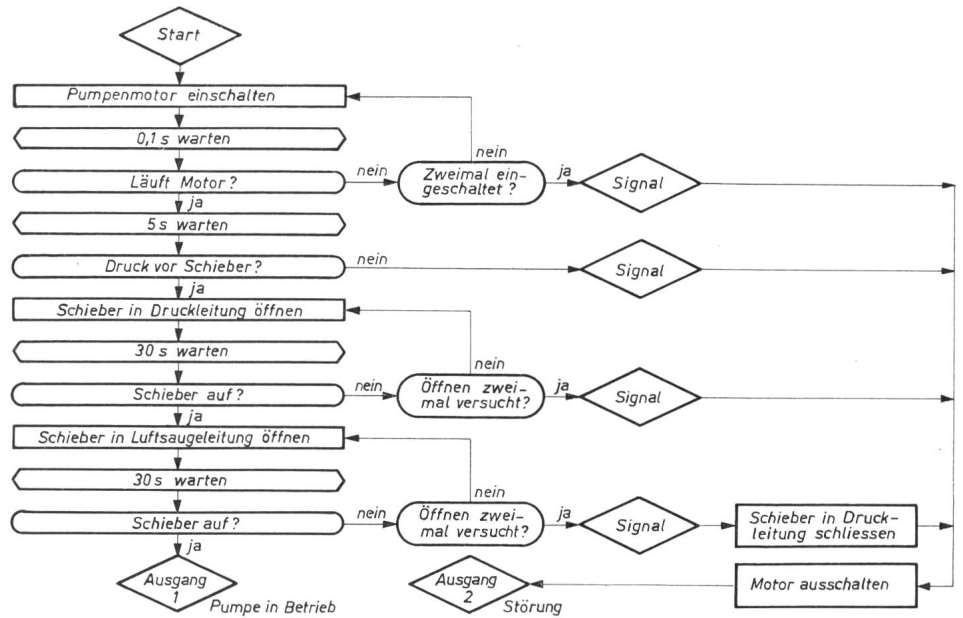 Start
Pumpenmotor einschalten
0,1 s warten
nein
Läuft Motor?
nein
Zweimal ein-
geschaltet?
ja
Signal
ja
5 s warten
Druck vor Schieber?
nein
Signal
ja
Schieber in Druckleitung öffnen
30 s warten
nein
Schieber auf?
nein
Öffnen zwei-
mal versucht?
ja
Signal
ja
Schieber in Luftsaugeleitung öffnen
30 s warten
nein
Schieber auf?
nein
Öffnen zwei-
mal versucht?
ja
Signal
Schieber in Druck-
leitung schliessen
ja
Ausgang
1
Pumpe in Betrieb
Ausgang
2
Störung
Motor ausschalten